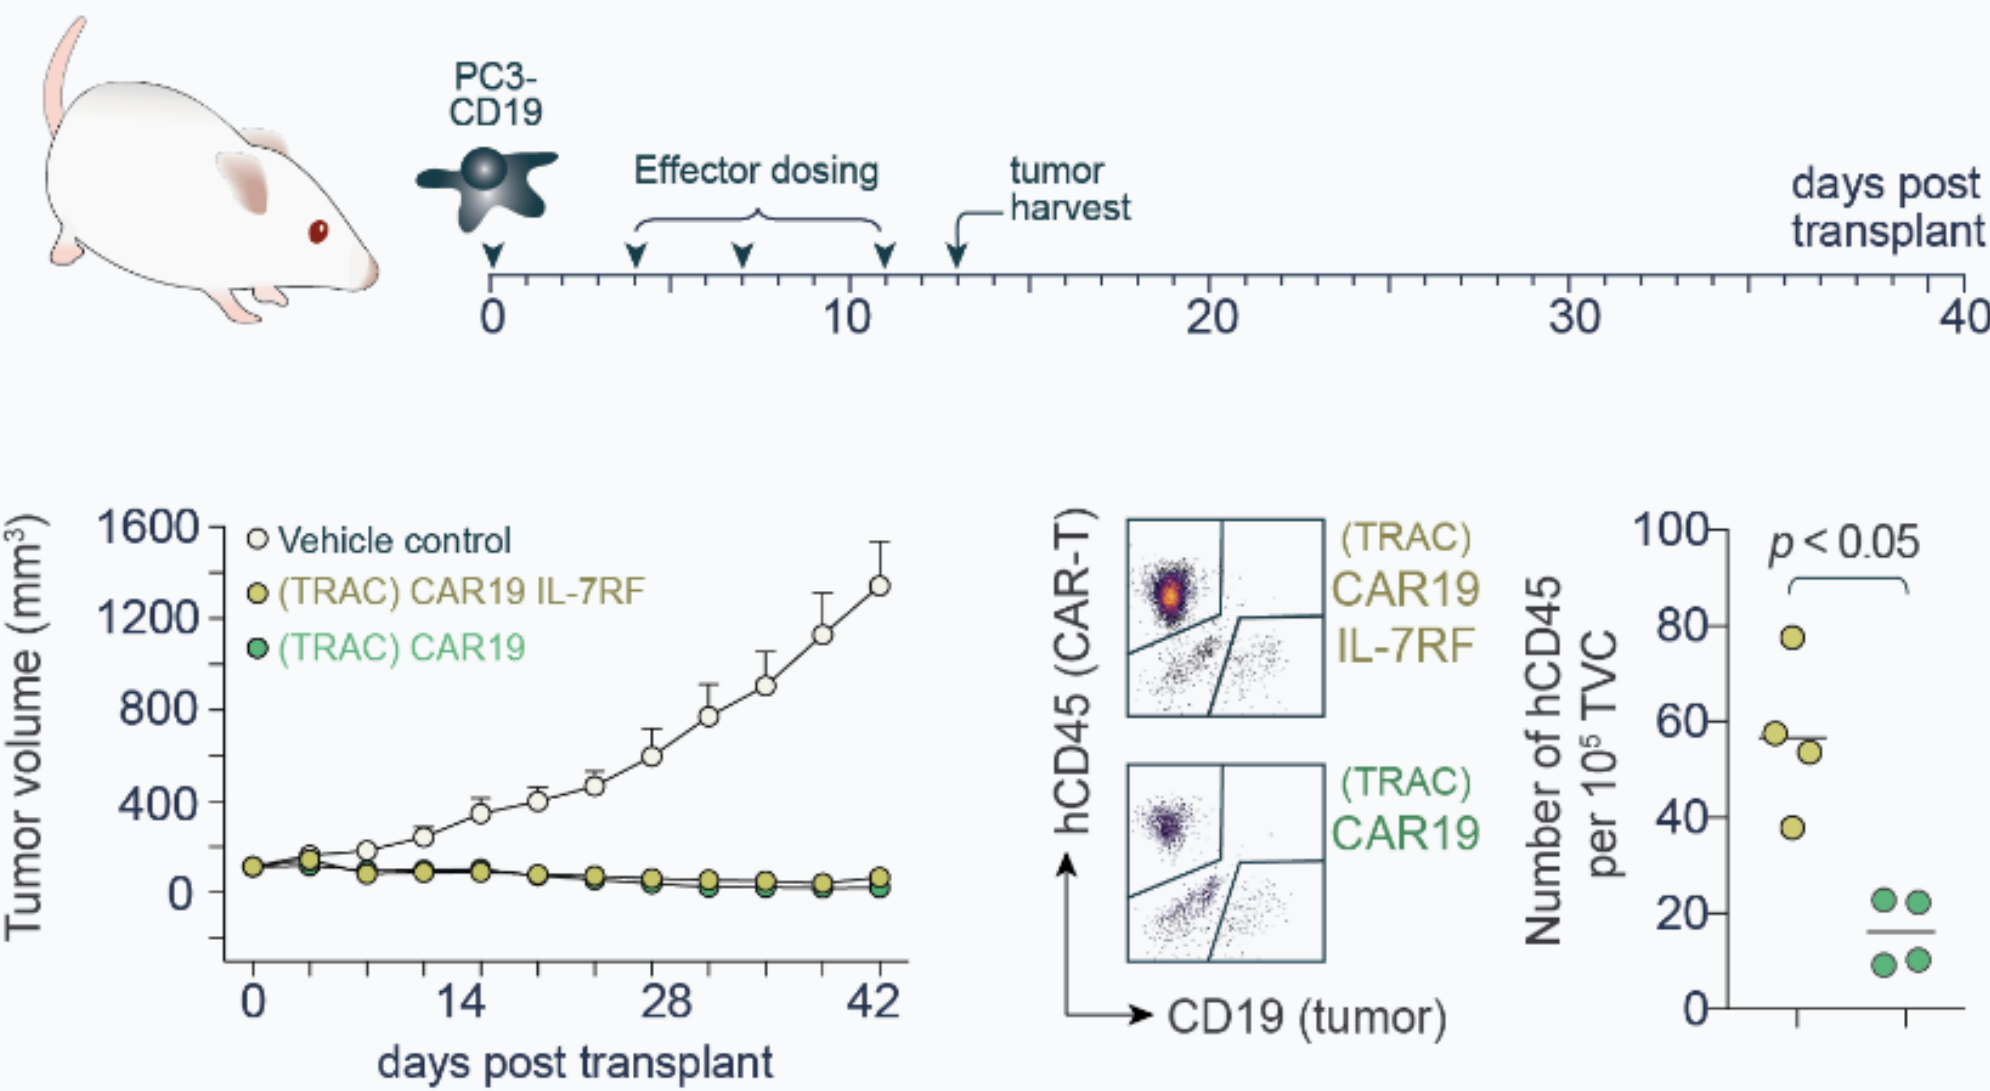 PC3-
CD19
Effector dosing
tumor
harvest
days post
transplant
0 10 20 30 40
Tumor volume (mm³)
1600
1200
800
400
0
Vehicle control
(TRAC) CAR19 IL-7RF
(TRAC) CAR19
0 14 28 42
days post transplant
hCD45 (CAR-T)
(TRAC)
CAR19
IL-7RF
(TRAC)
CAR19
CD19 (tumor)
Number of hCD45
per 10⁵ TVC
100
80
60
40
20
0
p < 0.05